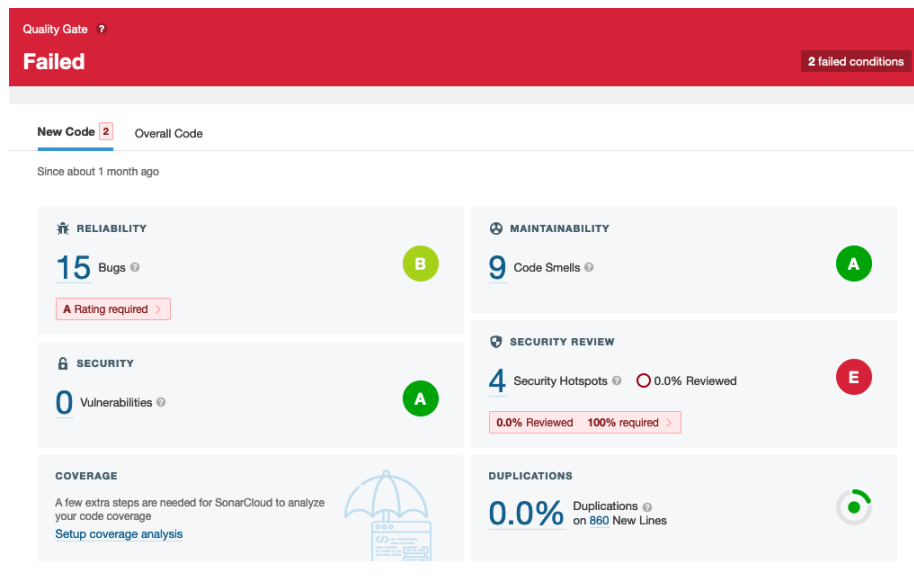 Quality Gate ?
Failed
2 failed conditions
New Code 2
Overall Code
Since about 1 month ago
RELIABILITY
15 Bugs ?
B
A Rating required >
MAINTAINABILITY
9 Code Smells ?
A
SECURITY
0 Vulnerabilities ?
A
SECURITY REVIEW
4 Security Hotspots ? 0.0% Reviewed
E
0.0% Reviewed 100% required >
COVERAGE
A few extra steps are needed for SonarCloud to analyze
your code coverage
Setup coverage analysis
</>
DUPLICATIONS
0.0% Duplications ?
on 860 New Lines